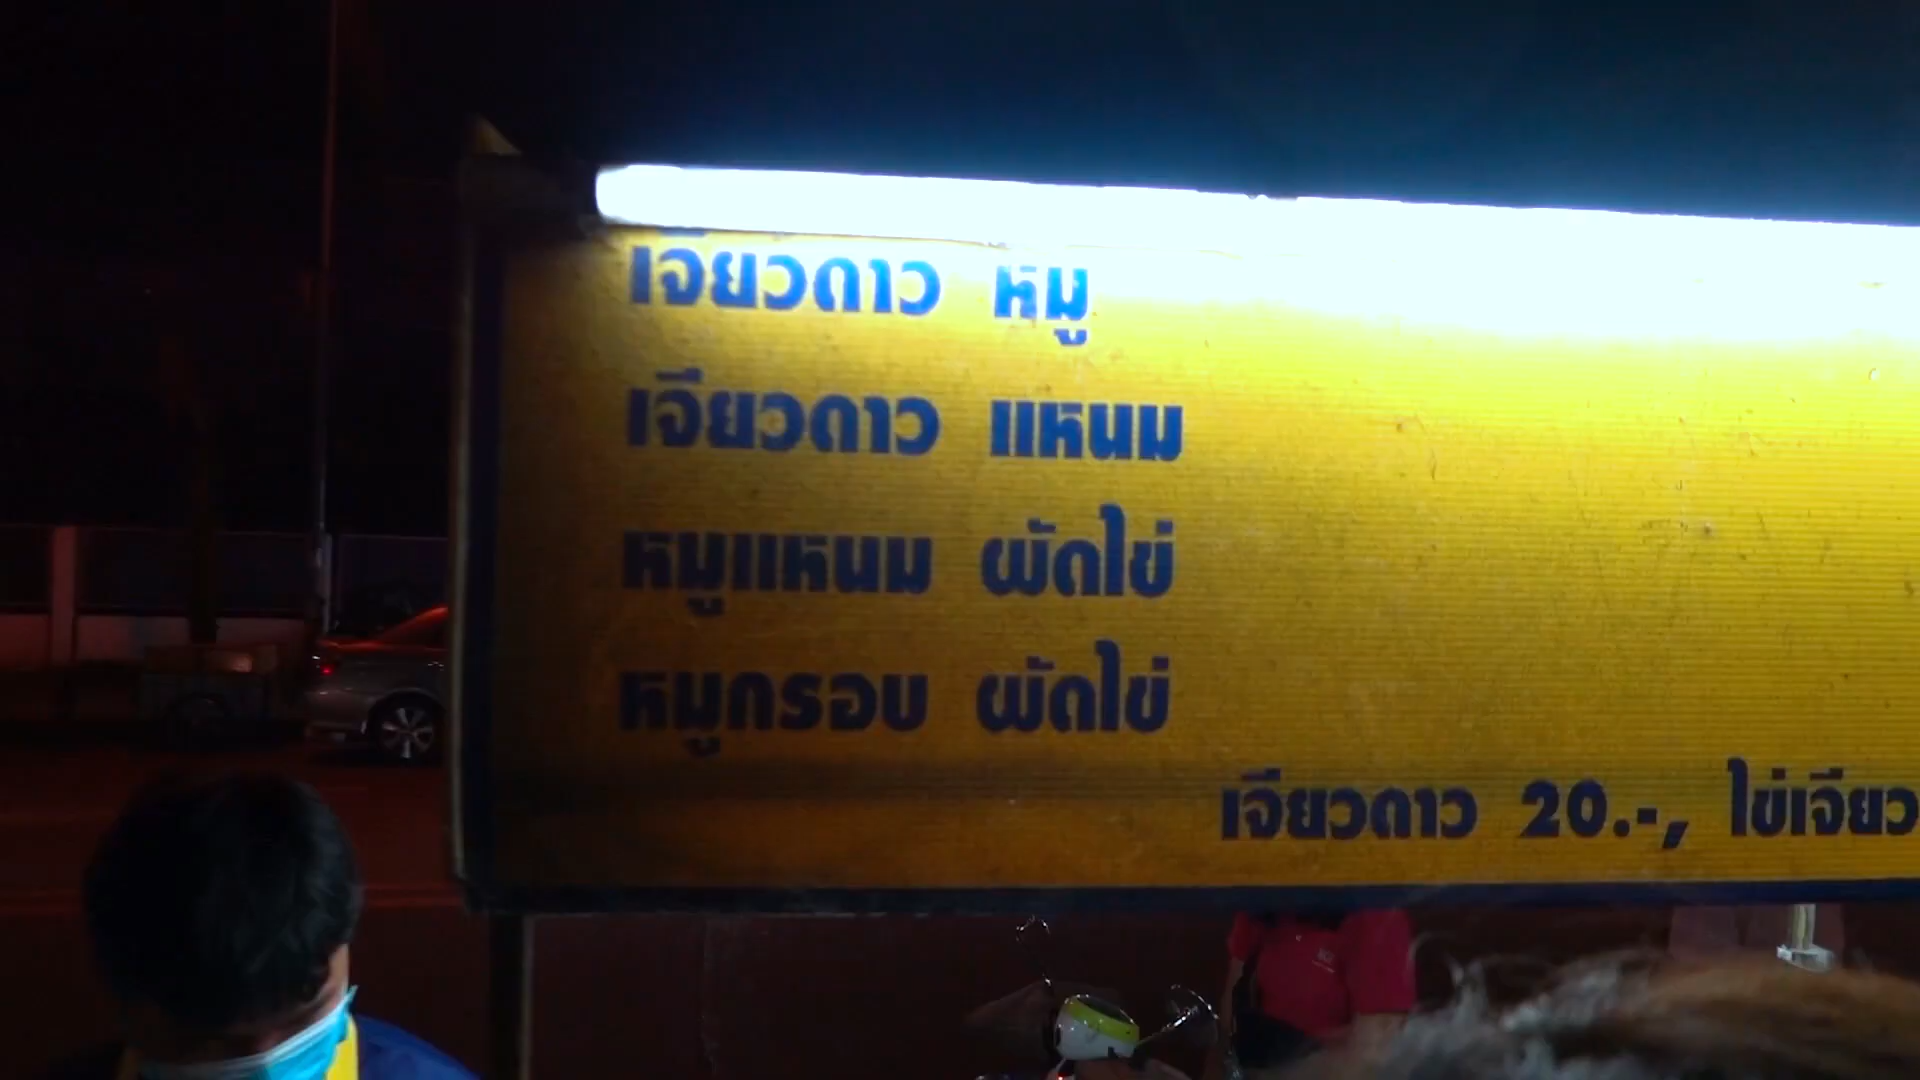 เจียวดาว หมู
เจียวดาว แหนม
หมูแหนม ผัดไข่
หมูกรอบ ผัดไข่
เจียวดาว 20.-, ไข่เจียว